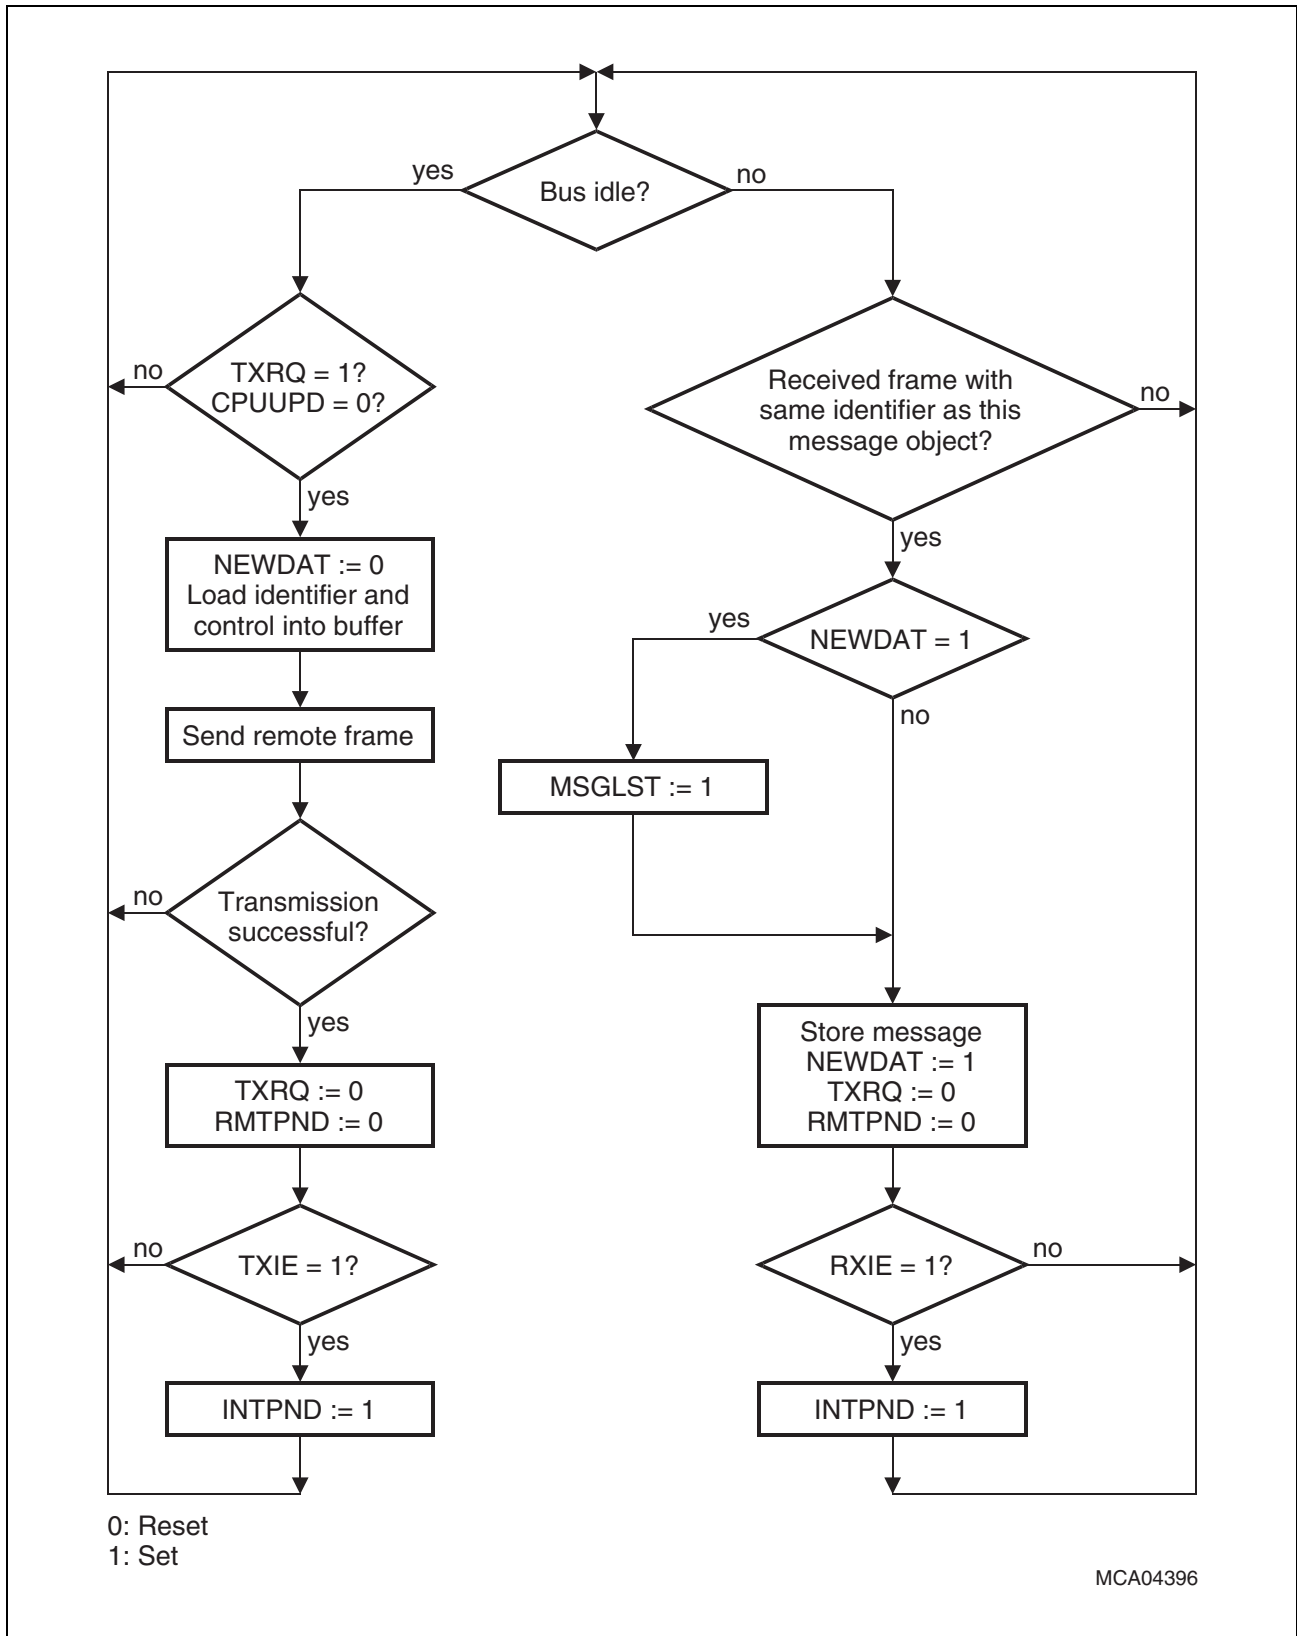 yes
Bus idle?
no
no
TXRQ = 1?
CPUUPD = 0?
yes
NEWDAT := 0
Load identifier and
control into buffer
Send remote frame
no
Transmission
successful?
yes
TXRQ := 0
RMTPND := 0
no
TXIE = 1?
yes
INTPND := 1
Received frame with
same identifier as this
message object?
no
yes
yes
NEWDAT = 1
no
MSGLST := 1
Store message
NEWDAT := 1
TXRQ := 0
RMTPND := 0
RXIE = 1?
no
yes
INTPND := 1
0: Reset
1: Set
MCA04396